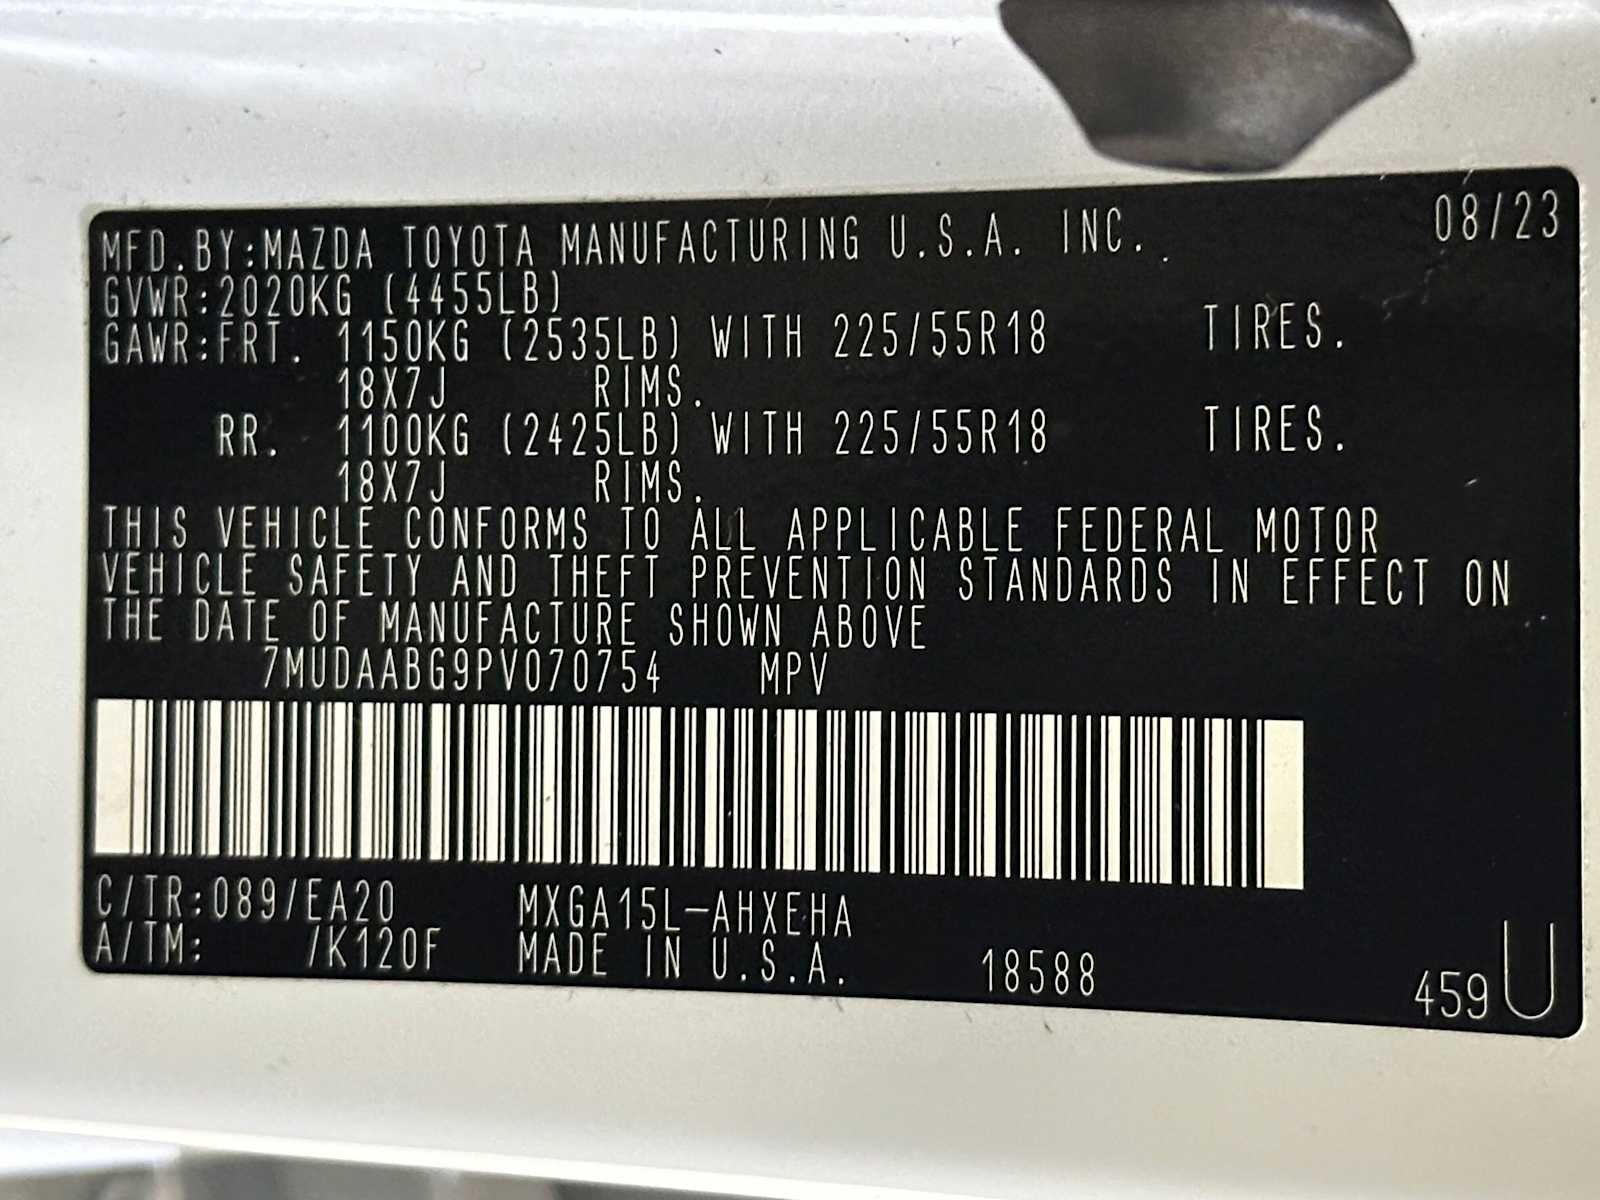 MFD.BY:MAZDA TOYOTA MANUFACTURING U.S.A. INC. 08/23
GVWR:2020KG (4455LB)
GAWR:FRT. 1150KG (2535LB) WITH 225/55R18 TIRES.
18X7J RIMS.
RR. 1100KG (2425LB) WITH 225/55R18 TIRES.
18X7J RIMS.
THIS VEHICLE CONFORMS TO ALL APPLICABLE FEDERAL MOTOR
VEHICLE SAFETY AND THEFT PREVENTION STANDARDS IN EFFECT ON
THE DATE OF MANUFACTURE SHOWN ABOVE
7MUDAABG9PV070754 MPV
C/TR:089/EA20 MXGA15L-AHXEHA
A/TM: /K120F MADE IN U.S.A. 18588 459U